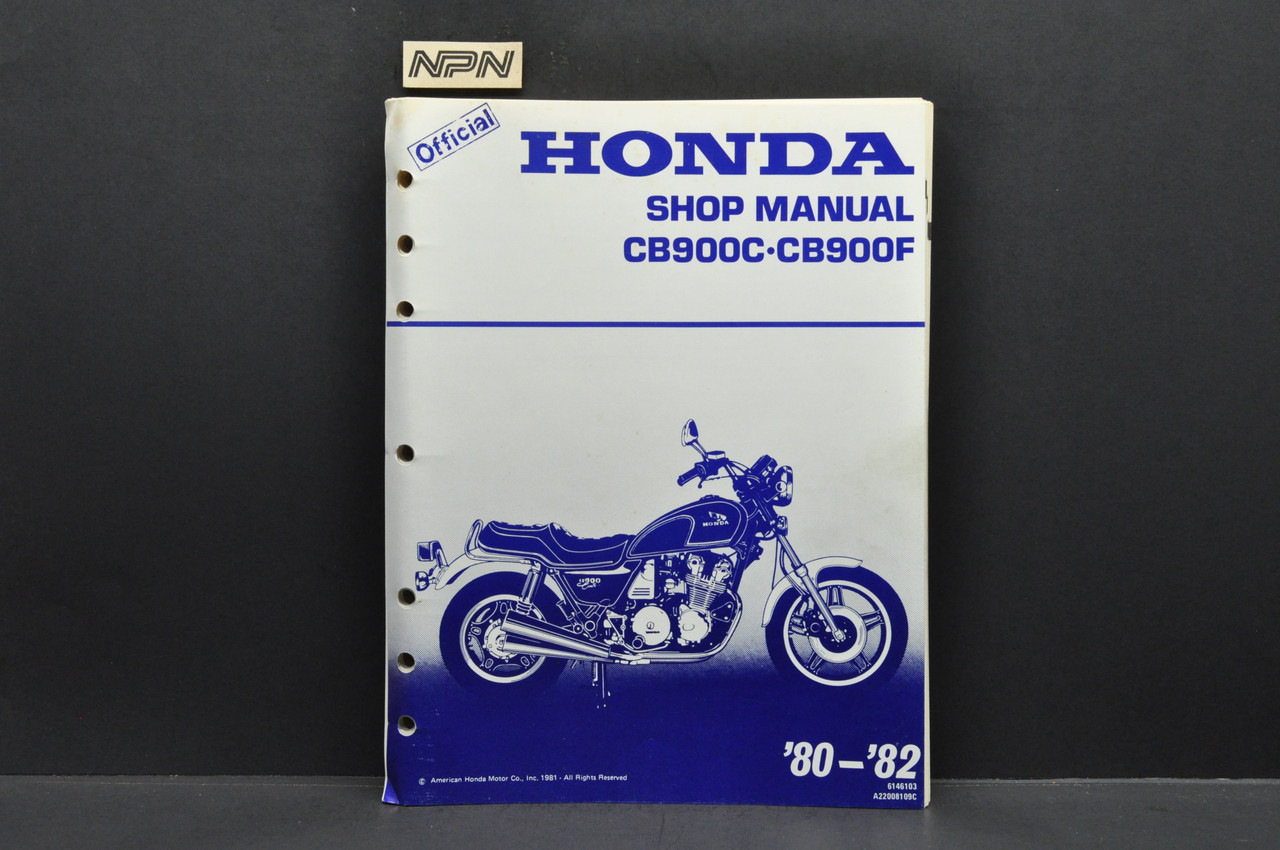 NPN
Official
HONDA
SHOP MANUAL
CB900C•CB900F
HONDA
900
'80–'82
© American Honda Motor Co., Inc. 1981 - All Rights Reserved
6146103
A22008109C